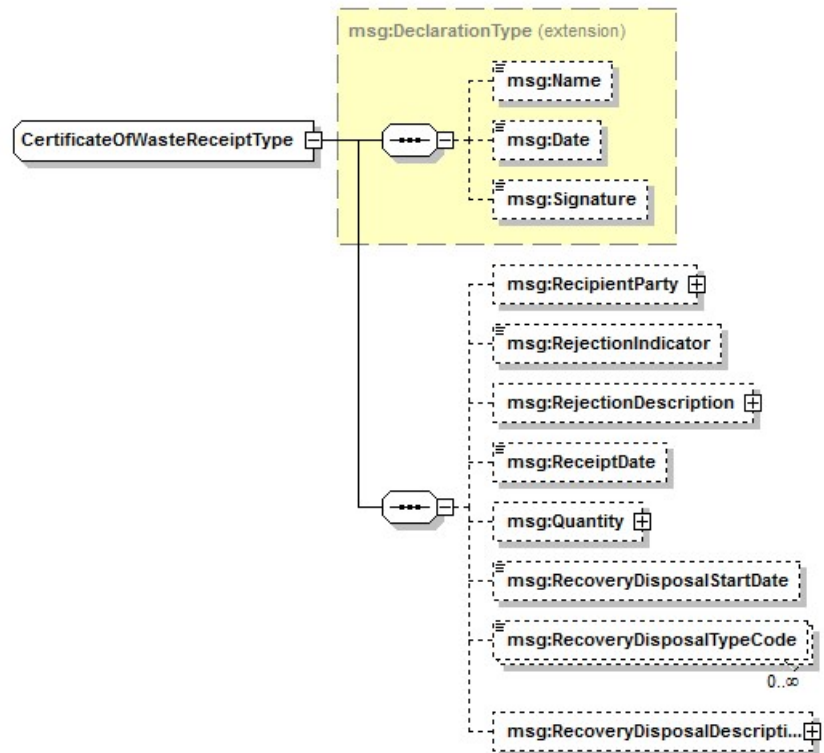 msg:DeclarationType (extension)
msg:Name
CertificateOfWasteReceiptType
msg:Date
msg:Signature
msg:RecipientParty
msg:RejectionIndicator
msg:RejectionDescription
msg:ReceiptDate
msg:Quantity
msg:RecoveryDisposalStartDate
msg:RecoveryDisposalTypeCode
0..∞
msg:RecoveryDisposalDescripti...